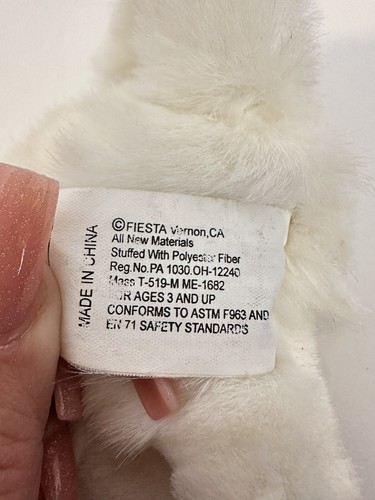 ©FIESTA Vernon,CA
All New Materials
Stuffed With Polyester Fiber
Reg.No.PA 1030.OH-12240
Mass T-519-M ME-1682
FOR AGES 3 AND UP
CONFORMS TO ASTM F963 AND
EN 71 SAFETY STANDARDS
MADE IN CHINA